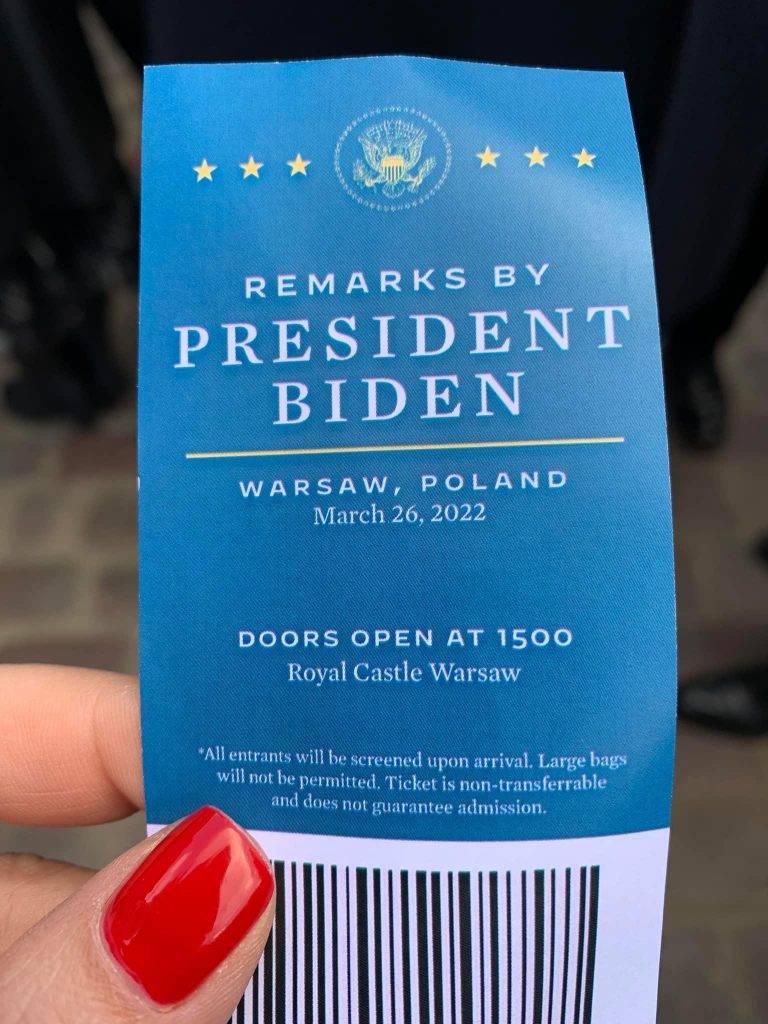 REMARKS BY
PRESIDENT
BIDEN
WARSAW, POLAND
March 26, 2022
DOORS OPEN AT 1500
Royal Castle Warsaw
*All entrants will be screened upon arrival. Large bags
will not be permitted. Ticket is non-transferrable
and does not guarantee admission.